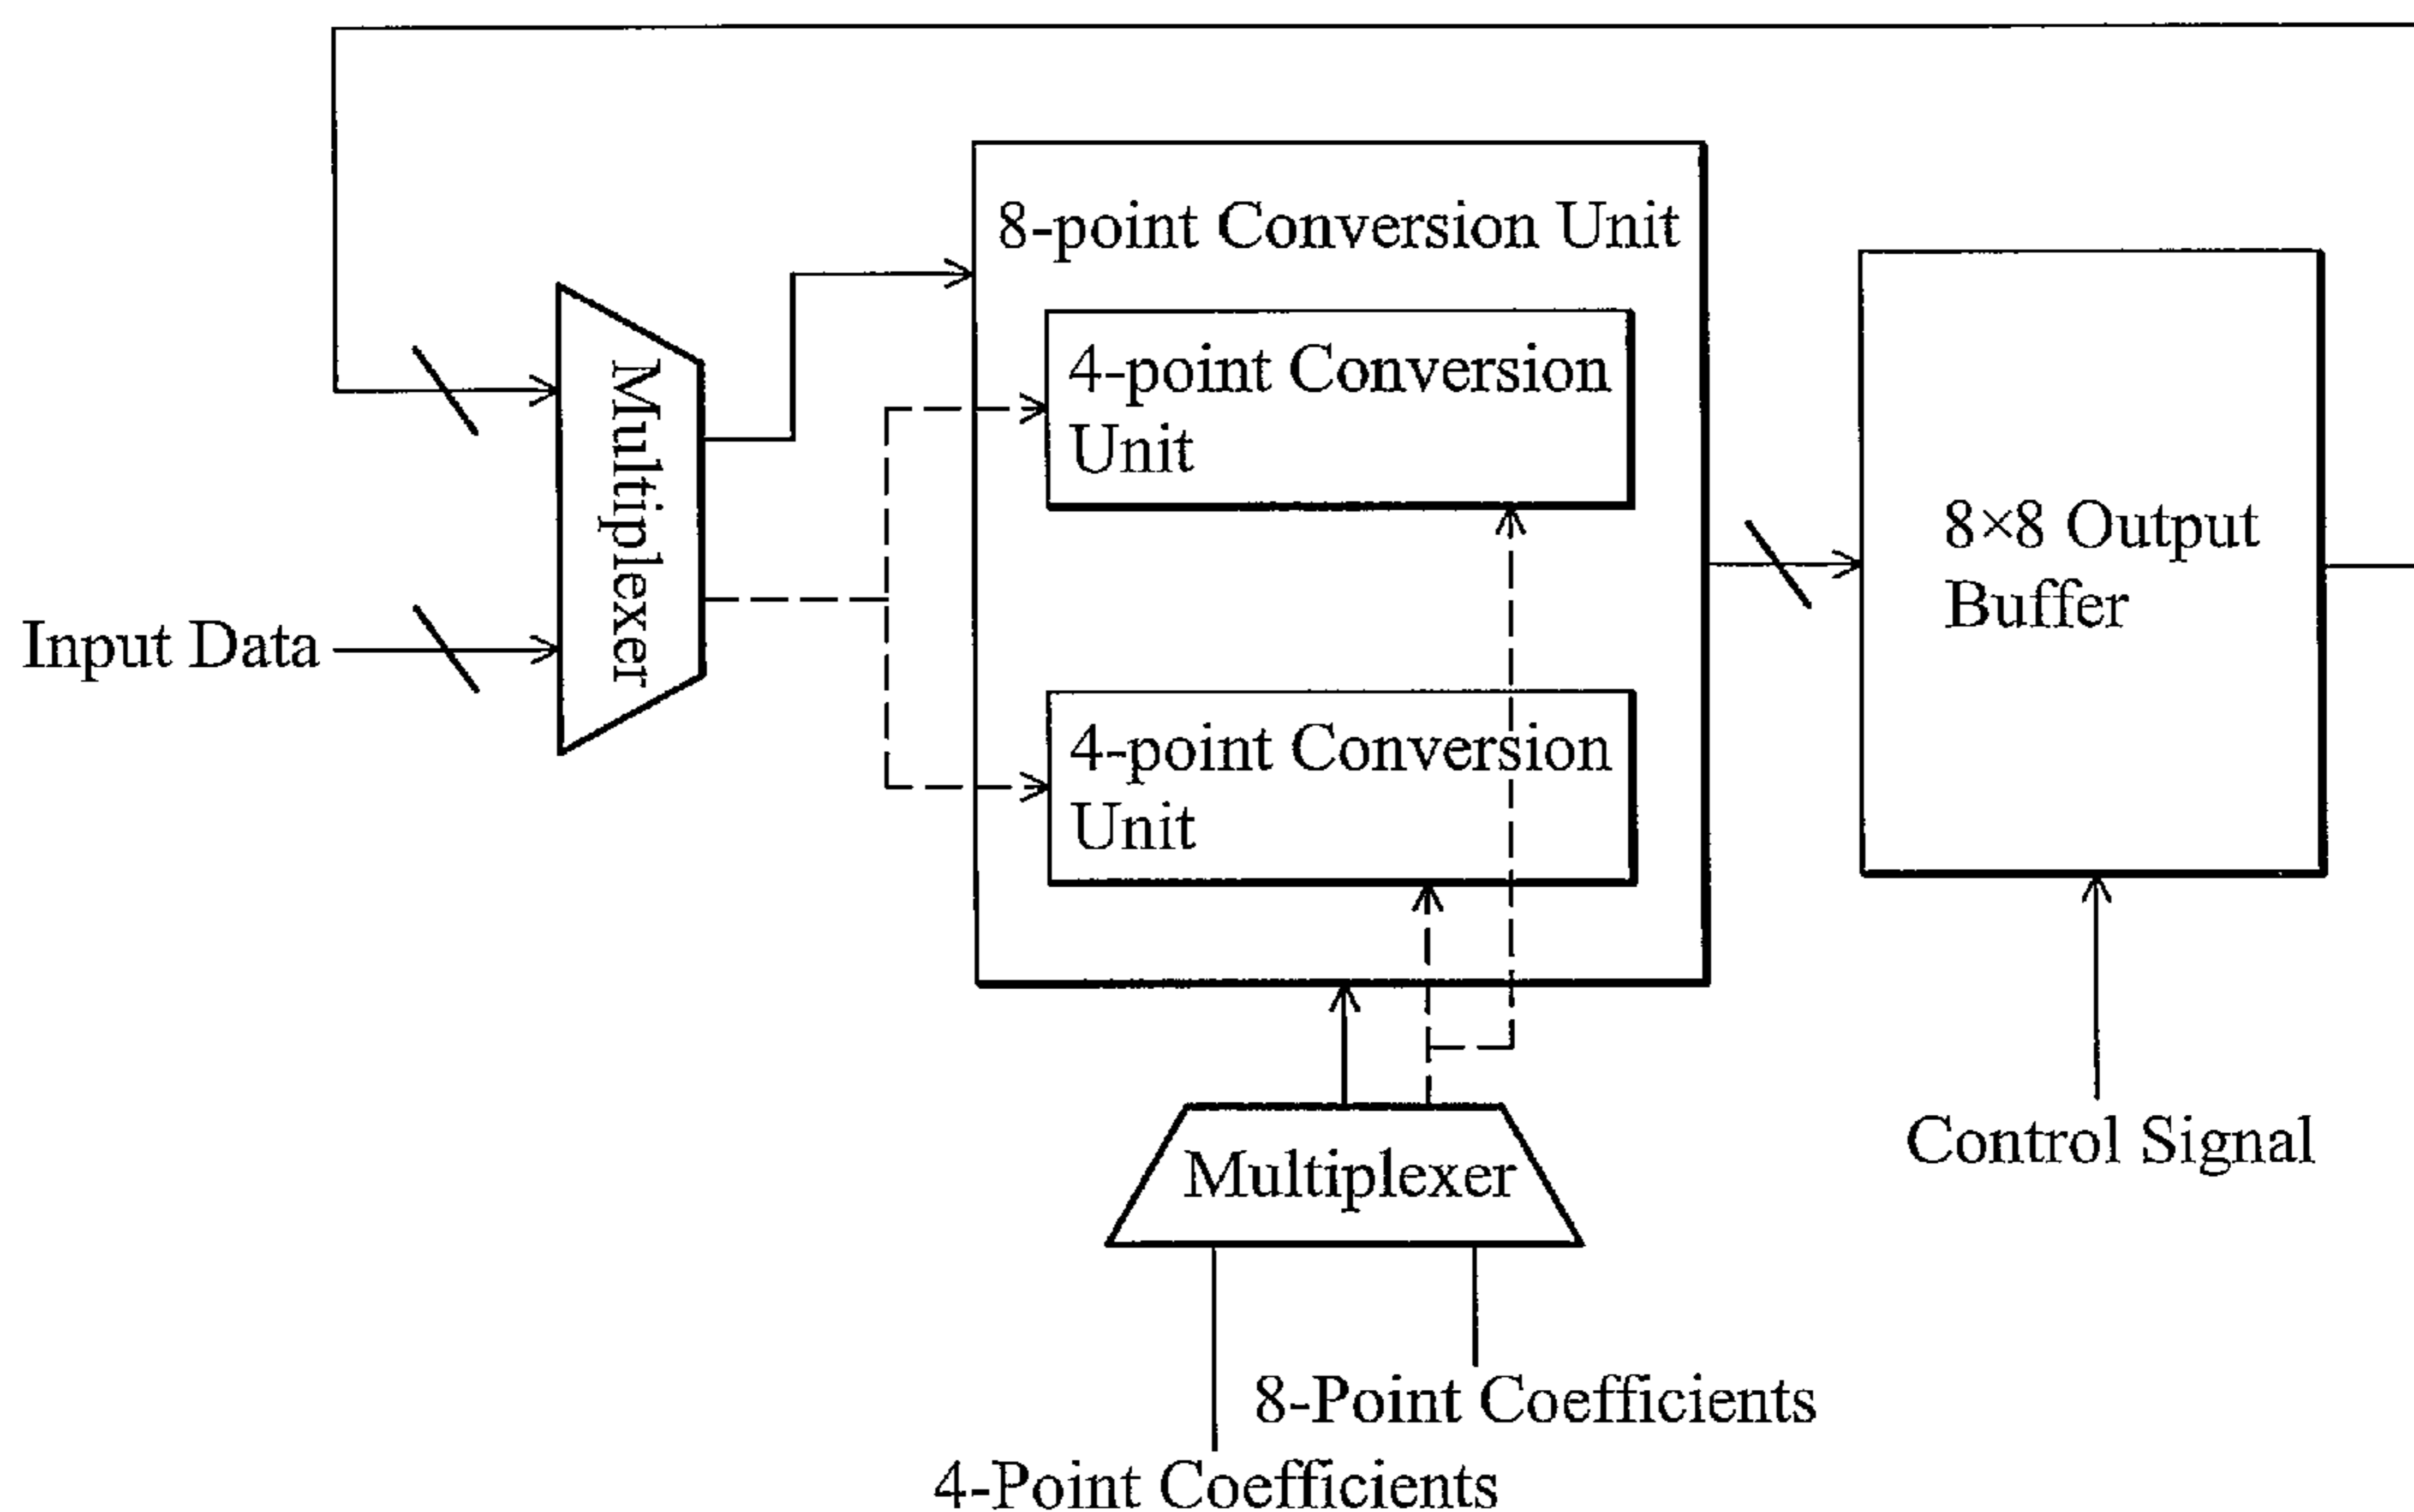 8-point Conversion Unit
4-point Conversion
Unit
Multiplexer
8×8 Output
Buffer
Input Data
4-point Conversion
Unit
Control Signal
Multiplexer
8-Point Coefficients
4-Point Coefficients